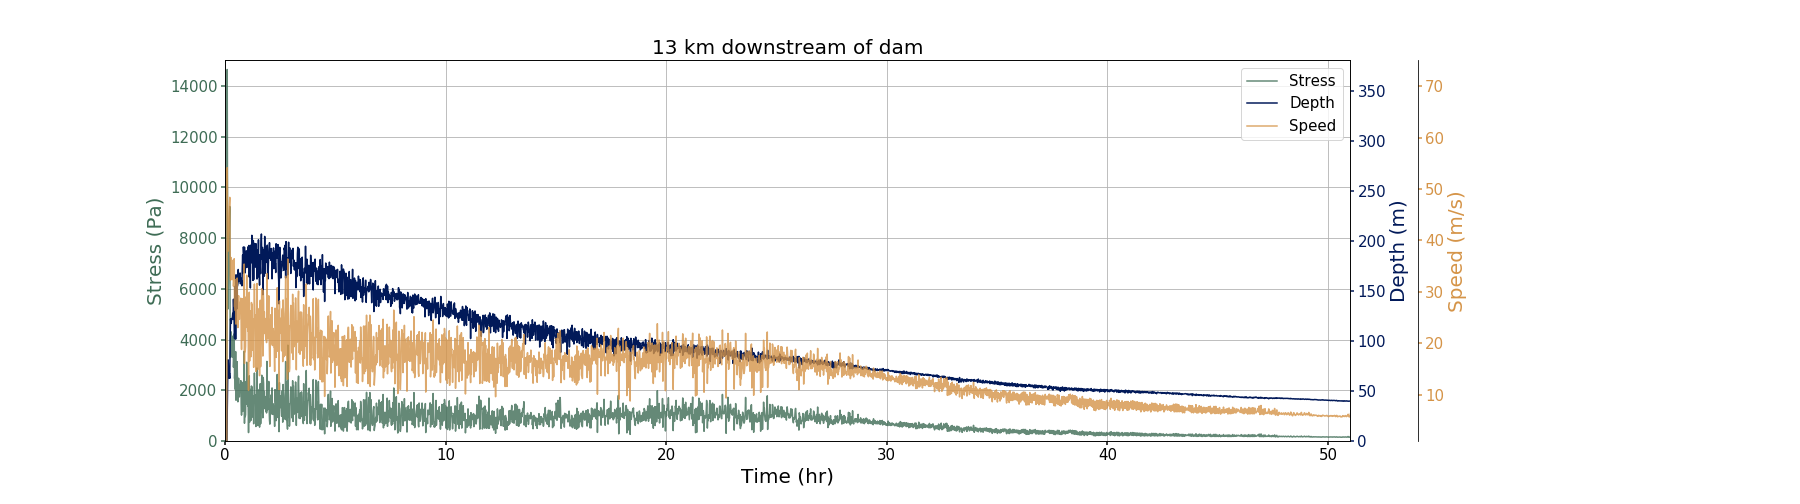 13 km downstream of dam
Stress (Pa)
14000
12000
10000
8000
6000
4000
2000
0
Stress
Depth
Speed
350
300
250
200
150
100
50
0
Depth (m)
70
60
50
40
30
20
10
Speed (m/s)
0 10 20 30 40 50
Time (hr)